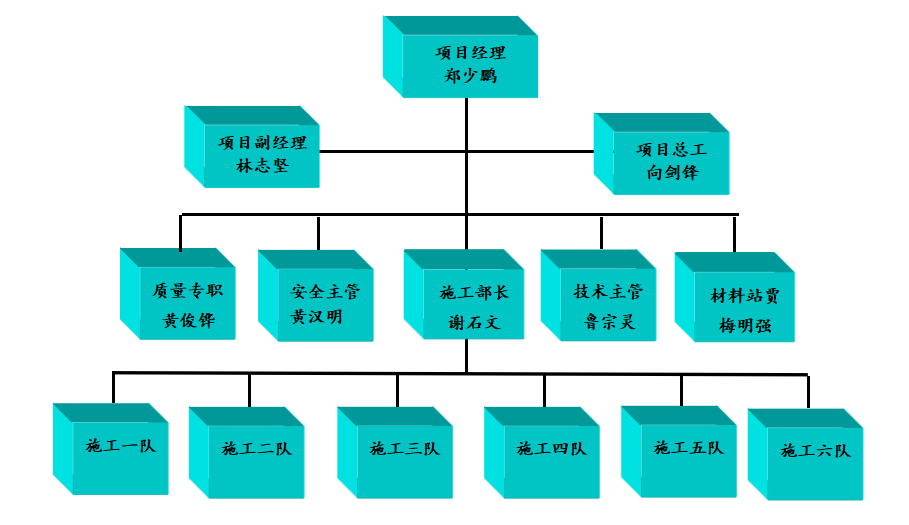 项目经理
郑少鹏
项目副经理
林志坚
项目总工
向剑锋
质量专职
黄俊铧
安全主管
黄汉明
施工部长
谢石文
技术主管
鲁宗灵
材料站贾
梅明强
施工一队
施工二队
施工三队
施工四队
施工五队
施工六队